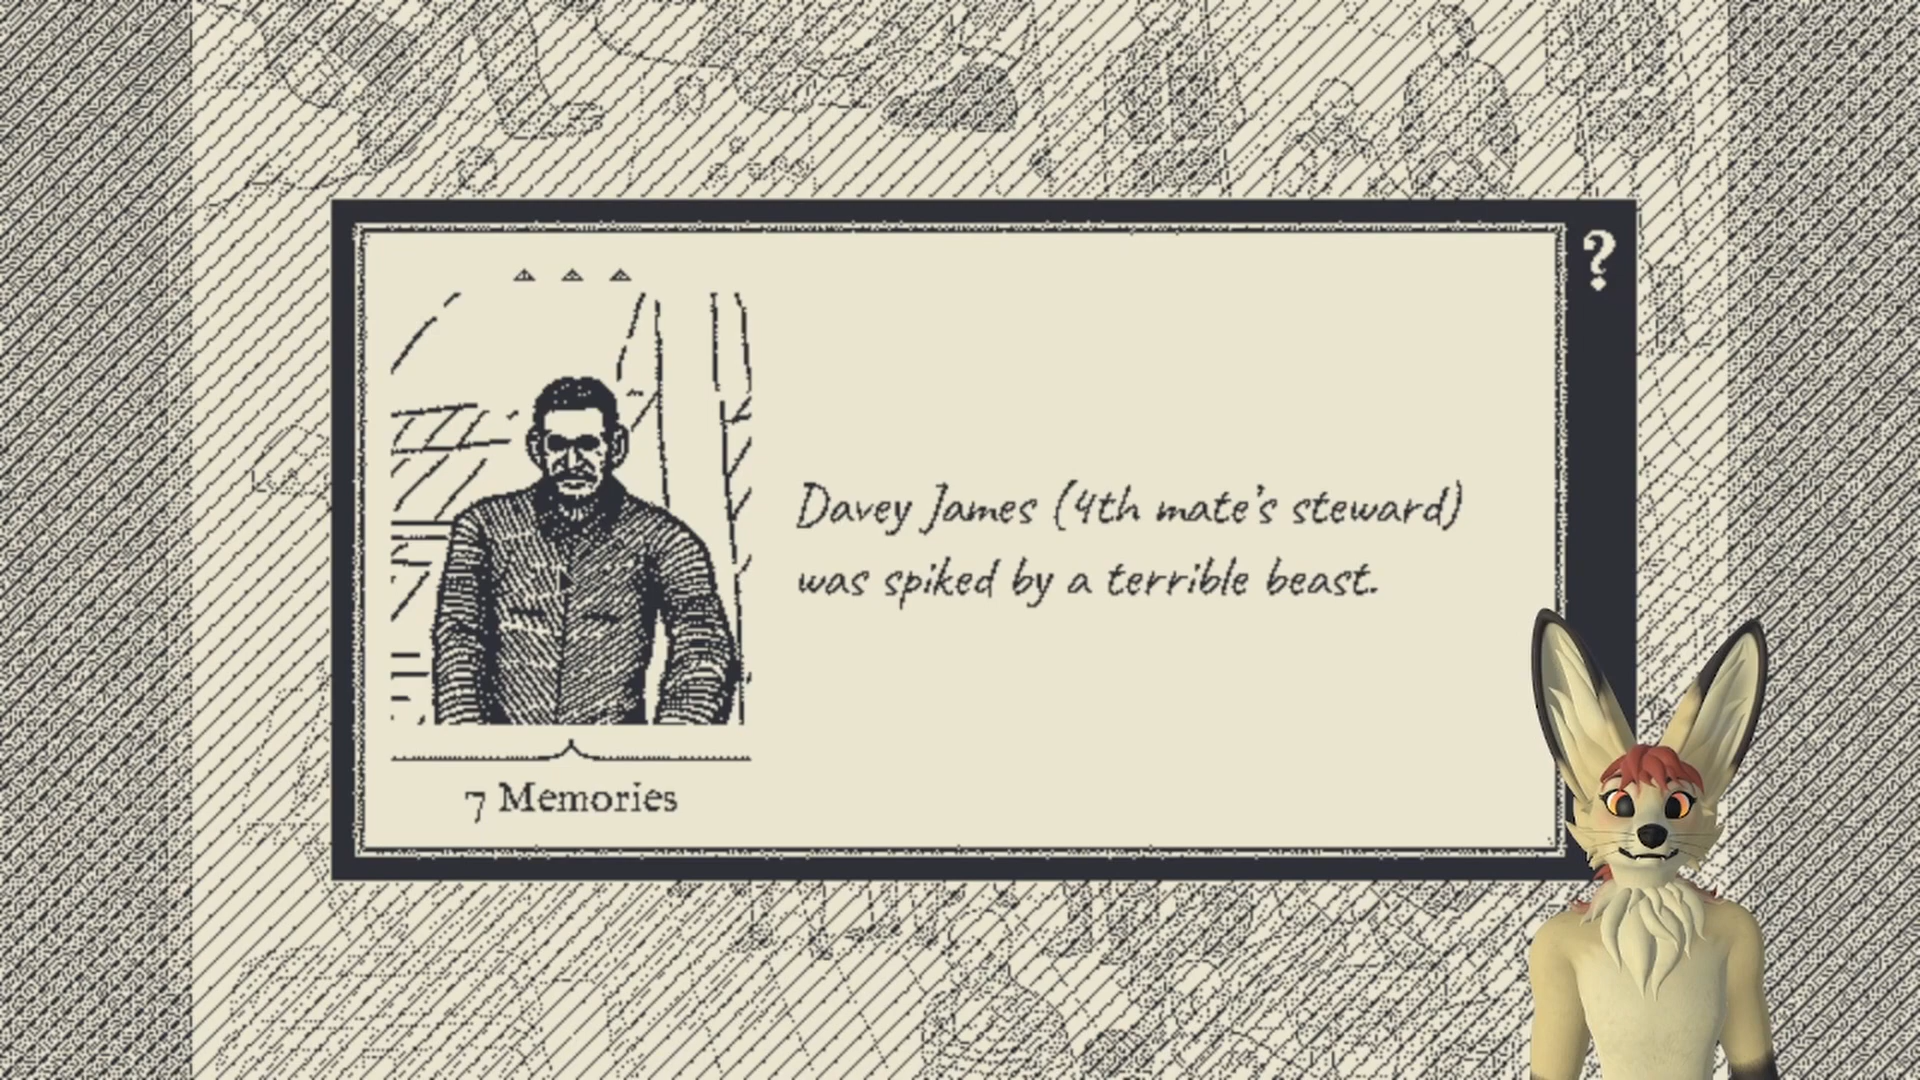 ?
Davey James (4th mate's steward)
was spiked by a terrible beast.
7 Memories